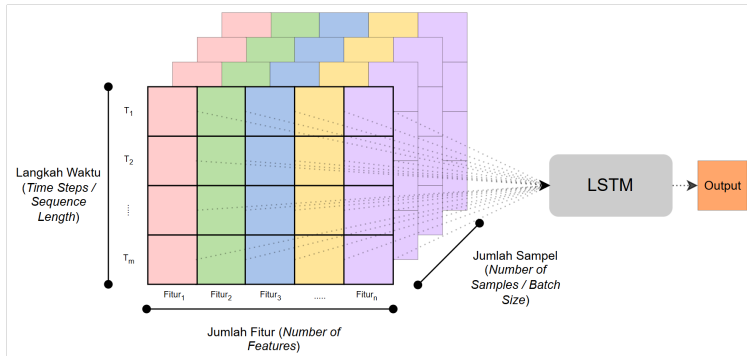 Langkah Waktu
(Time Steps /
Sequence
Length)
T1
T2
.....
Tm
Fitur1
Fitur2
Fitur3
.....
Fiturn
Jumlah Fitur (Number of
Features)
Jumlah Sampel
(Number of
Samples / Batch
Size)
LSTM
Output